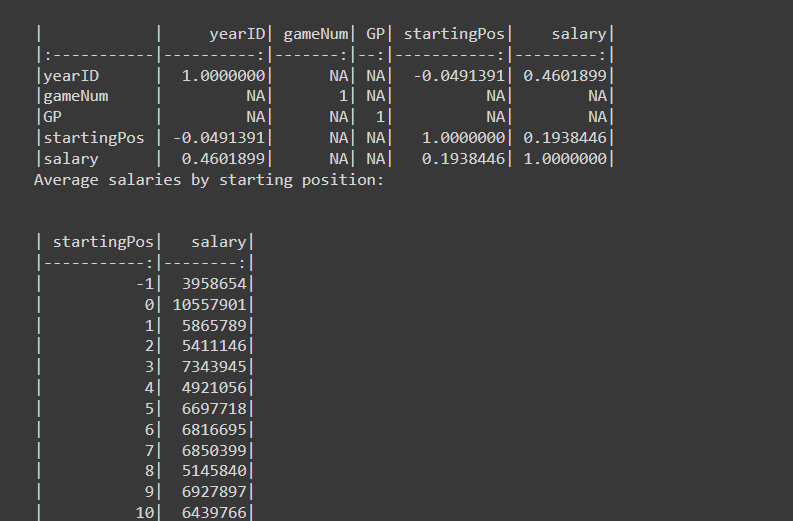 |            |     yearID| gameNum| GP| startingPos|    salary|
|:-----------|----------:|-------:|--:|-----------:|---------:|
|yearID      |  1.0000000|      NA| NA|  -0.0491391| 0.4601899|
|gameNum     |         NA|       1| NA|          NA|        NA|
|GP          |         NA|      NA|  1|          NA|        NA|
|startingPos | -0.0491391|      NA| NA|   1.0000000| 0.1938446|
|salary      |  0.4601899|      NA| NA|   0.1938446| 1.0000000|
Average salaries by starting position:
| startingPos|   salary|
|-----------:|--------:|
|          -1|  3958654|
|           0| 10557901|
|           1|  5865789|
|           2|  5411146|
|           3|  7343945|
|           4|  4921056|
|           5|  6697718|
|           6|  6816695|
|           7|  6850399|
|           8|  5145840|
|           9|  6927897|
|          10|  6439766|